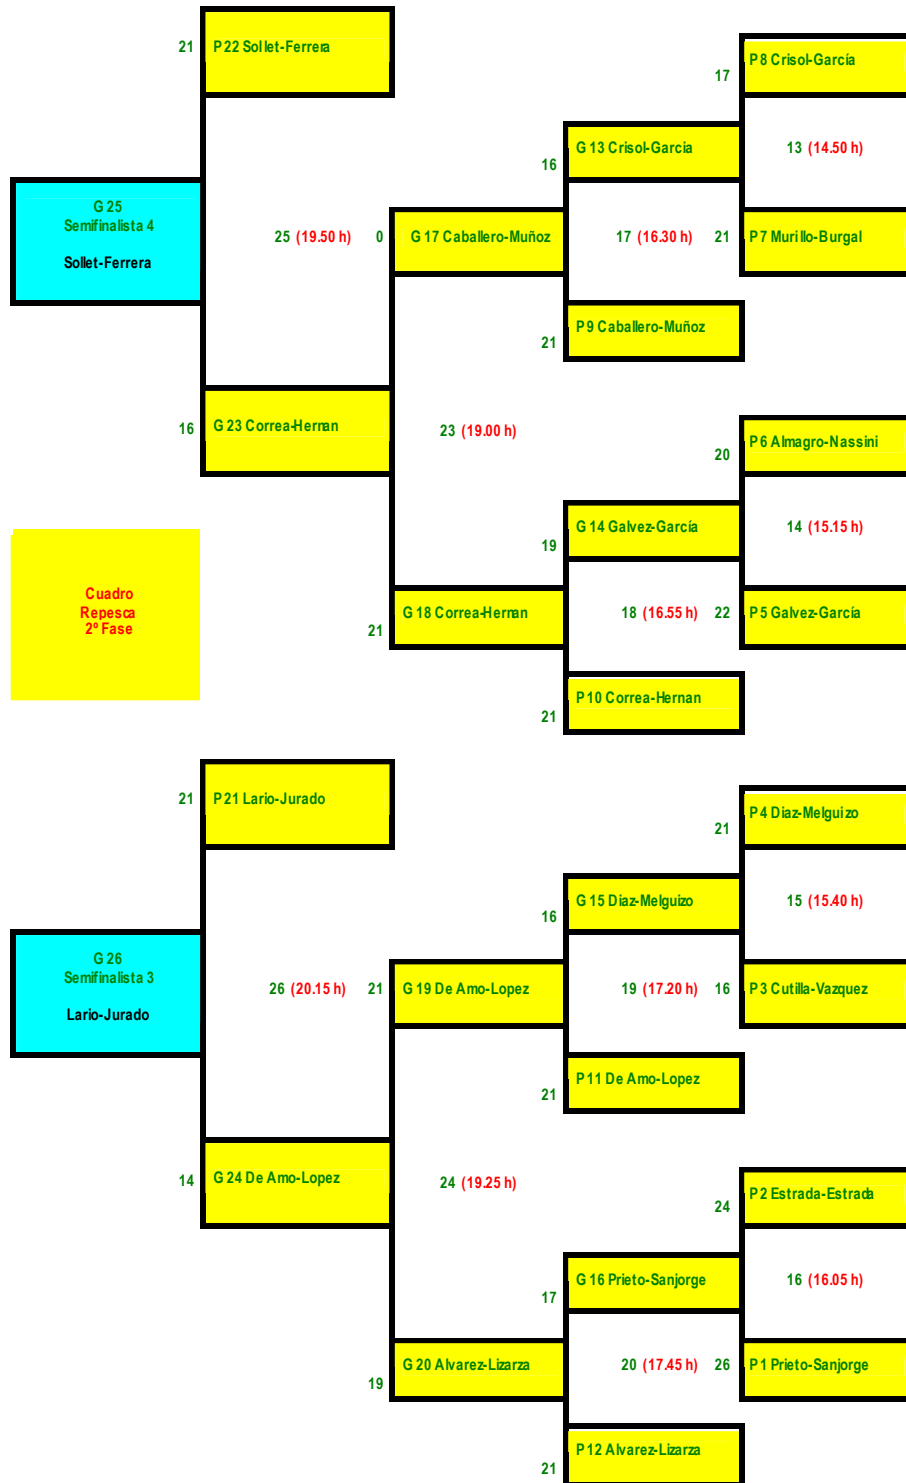 21 P 22 Sollet-Ferrera
P 8 Crisol-García
17
G 13 Crisol-García
13 (14.50 h)
16
G 25
Semifinalista 4
Sollet-Ferrera
25 (19.50 h) 0 G 17 Caballero-Muñoz 17 (16.30 h) 21 P 7 Murillo-Burgal
P 9 Caballero-Muñoz
21
16 G 23 Correa-Hernan 23 (19.00 h)
P 6 Almagro-Nassini
20
G 14 Galvez-García 14 (15.15 h)
19
Cuadro
Repesca
2º Fase
G 18 Correa-Hernan 18 (16.55 h) 22 P 5 Galvez-García
21
P 10 Correa-Hernan
21
21 P 21 Lario-Jurado
P 4 Diaz-Melguizo
21
G 15 Diaz-Melguizo 15 (15.40 h)
16
G 26
Semifinalista 3
Lario-Jurado
26 (20.15 h) 21 G 19 De Amo-Lopez 19 (17.20 h) 16 P 3 Cutilla-Vazquez
P 11 De Amo-Lopez
21
14 G 24 De Amo-Lopez 24 (19.25 h)
P 2 Estrada-Estrada
24
G 16 Prieto-Sanjorge 16 (16.05 h)
17
G 20 Alvarez-Lizarza 20 (17.45 h) 26 P 1 Prieto-Sanjorge
19
P 12 Alvarez-Lizarza
21